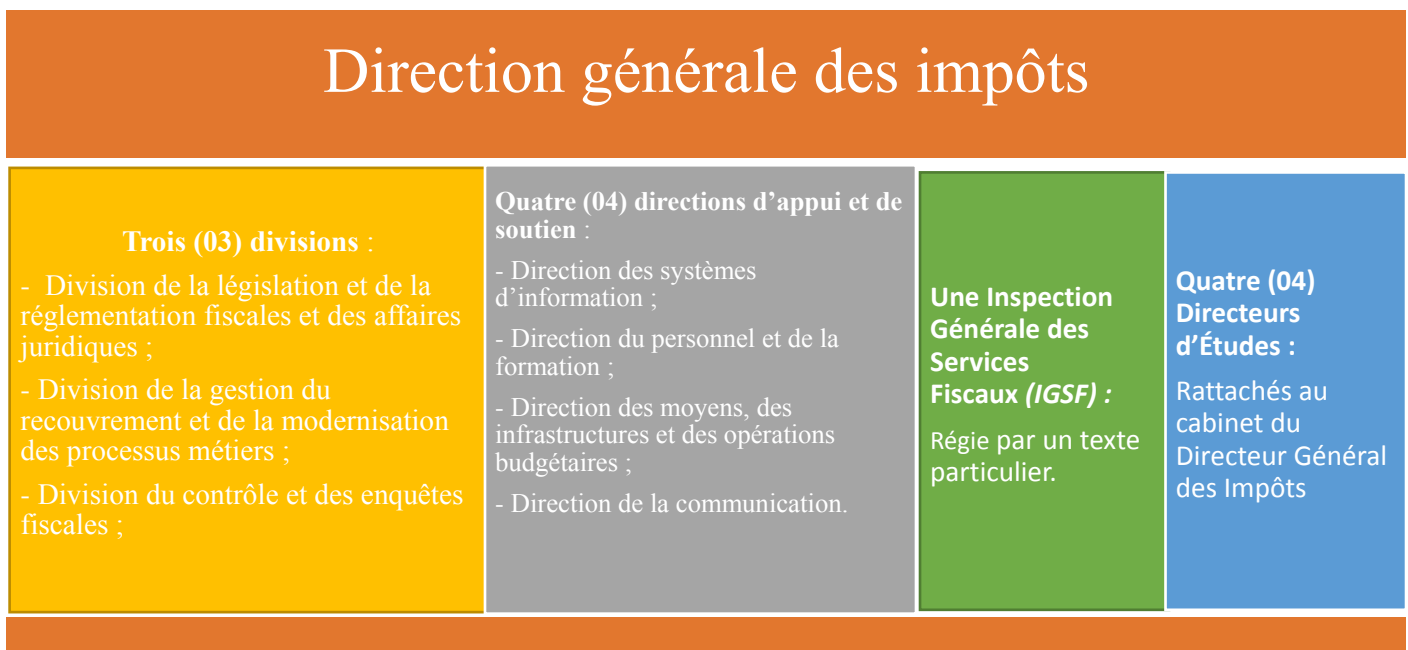 Direction générale des impôts
Trois (03) divisions :
- Division de la législation et de la
réglementation fiscales et des affaires
juridiques ;
- Division de la gestion du
recouvrement et de la modernisation
des processus métiers ;
- Division du contrôle et des enquêtes
fiscales ;
Quatre (04) directions d’appui et de
soutien :
- Direction des systèmes
d’information ;
- Direction du personnel et de la
formation ;
- Direction des moyens, des
infrastructures et des opérations
budgétaires ;
- Direction de la communication.
Une Inspection
Générale des
Services
Fiscaux (IGSF) :
Régie par un texte
particulier.
Quatre (04)
Directeurs
d’Études :
Rattachés au
cabinet du
Directeur Général
des Impôts